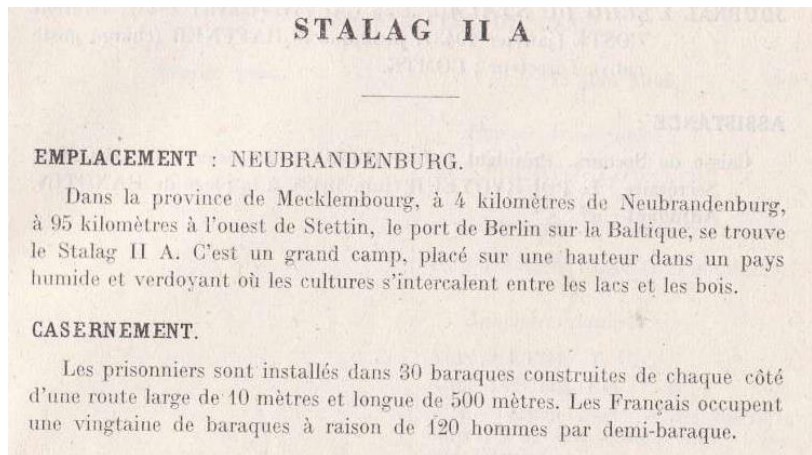 STALAG II A
EMPLACEMENT : NEUBRANDENBURG.
Dans la province de Mecklembourg, à 4 kilomètres de Neubrandenburg,
à 95 kilomètres à l'ouest de Stettin, le port de Berlin sur la Baltique, se trouve
le Stalag II A. C'est un grand camp, placé sur une hauteur dans un pays
humide et verdoyant où les cultures s'intercalent entre les lacs et les bois.
CASERNEMENT.
Les prisonniers sont installés dans 30 baraques construites de chaque côté
d'une route large de 10 mètres et longue de 500 mètres. Les Français occupent
une vingtaine de baraques à raison de 120 hommes par demi-baraque.